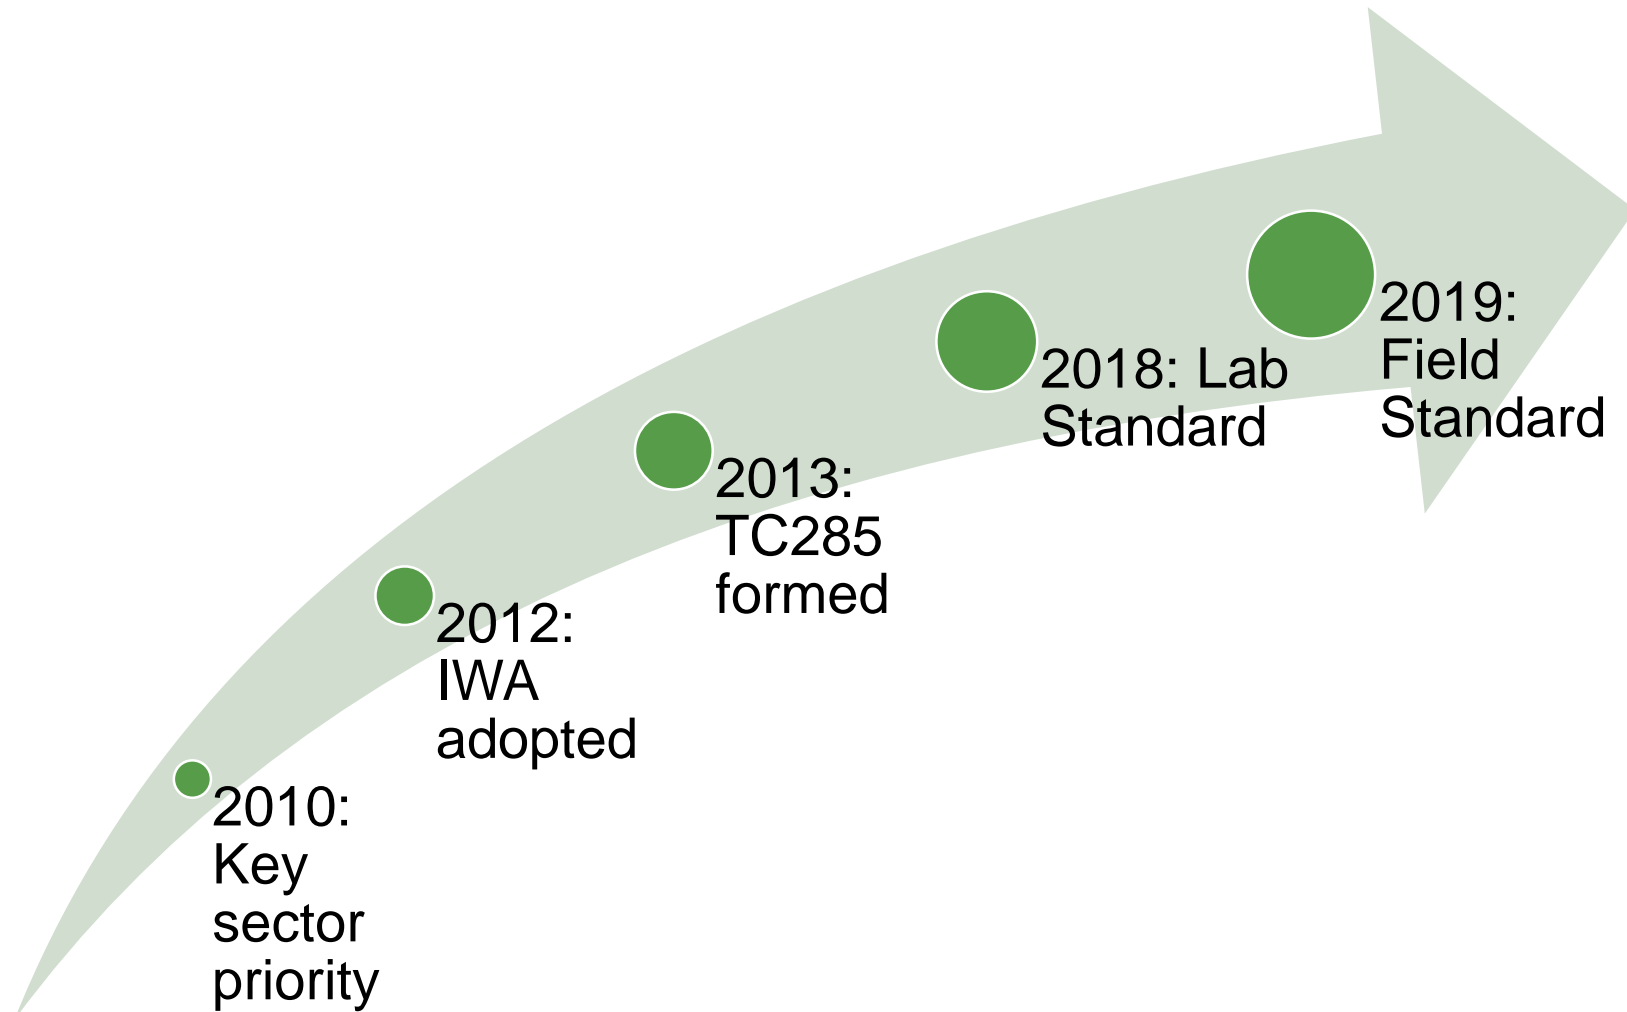 2010:
Key
sector
priority
2012:
IWA
adopted
2013:
TC285
formed
2018: Lab
Standard
2019:
Field
Standard